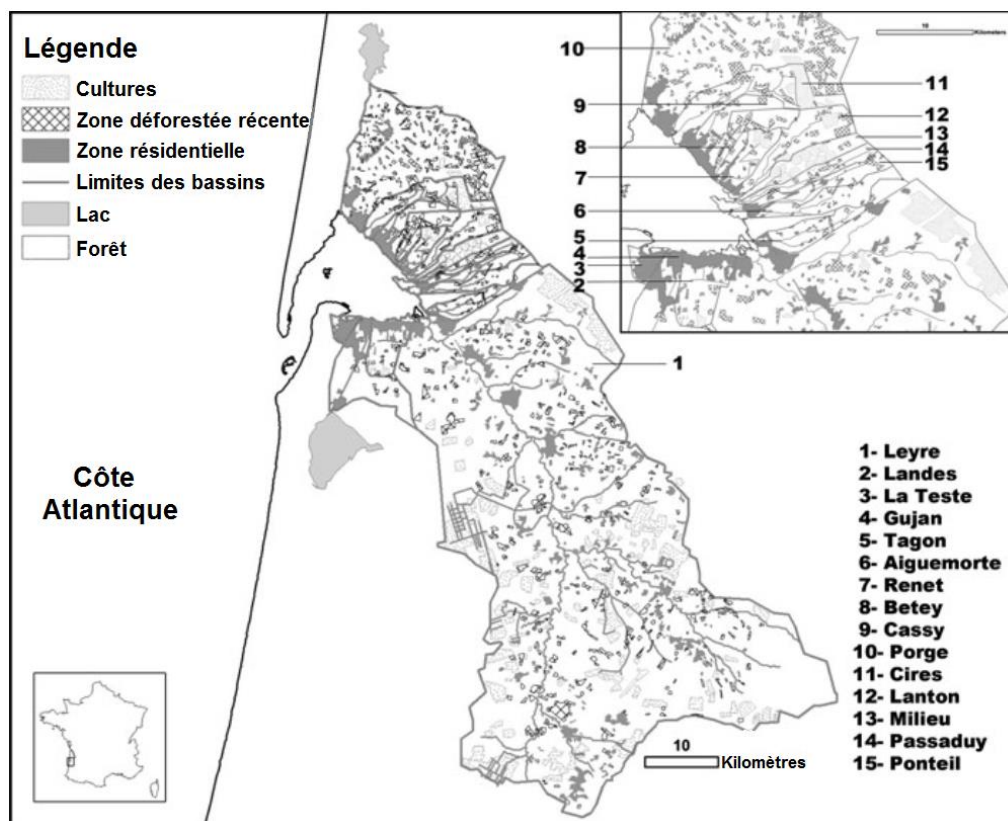 Légende
Cultures
Zone déforestée récente
Zone résidentielle
Limites des bassins
Lac
Forêt
10
Kilometers
10
9
8
7
6
5
4
3
2
11
12
13
14
15
1
Côte
Atlantique
1- Leyre
2- Landes
3- La Teste
4- Gujan
5- Tagon
6- Aiguemorte
7- Renet
8- Betey
9- Cassy
10- Porge
11- Cires
12- Lanton
13- Milieu
14- Passaduy
15- Ponteil
10
Kilomètres